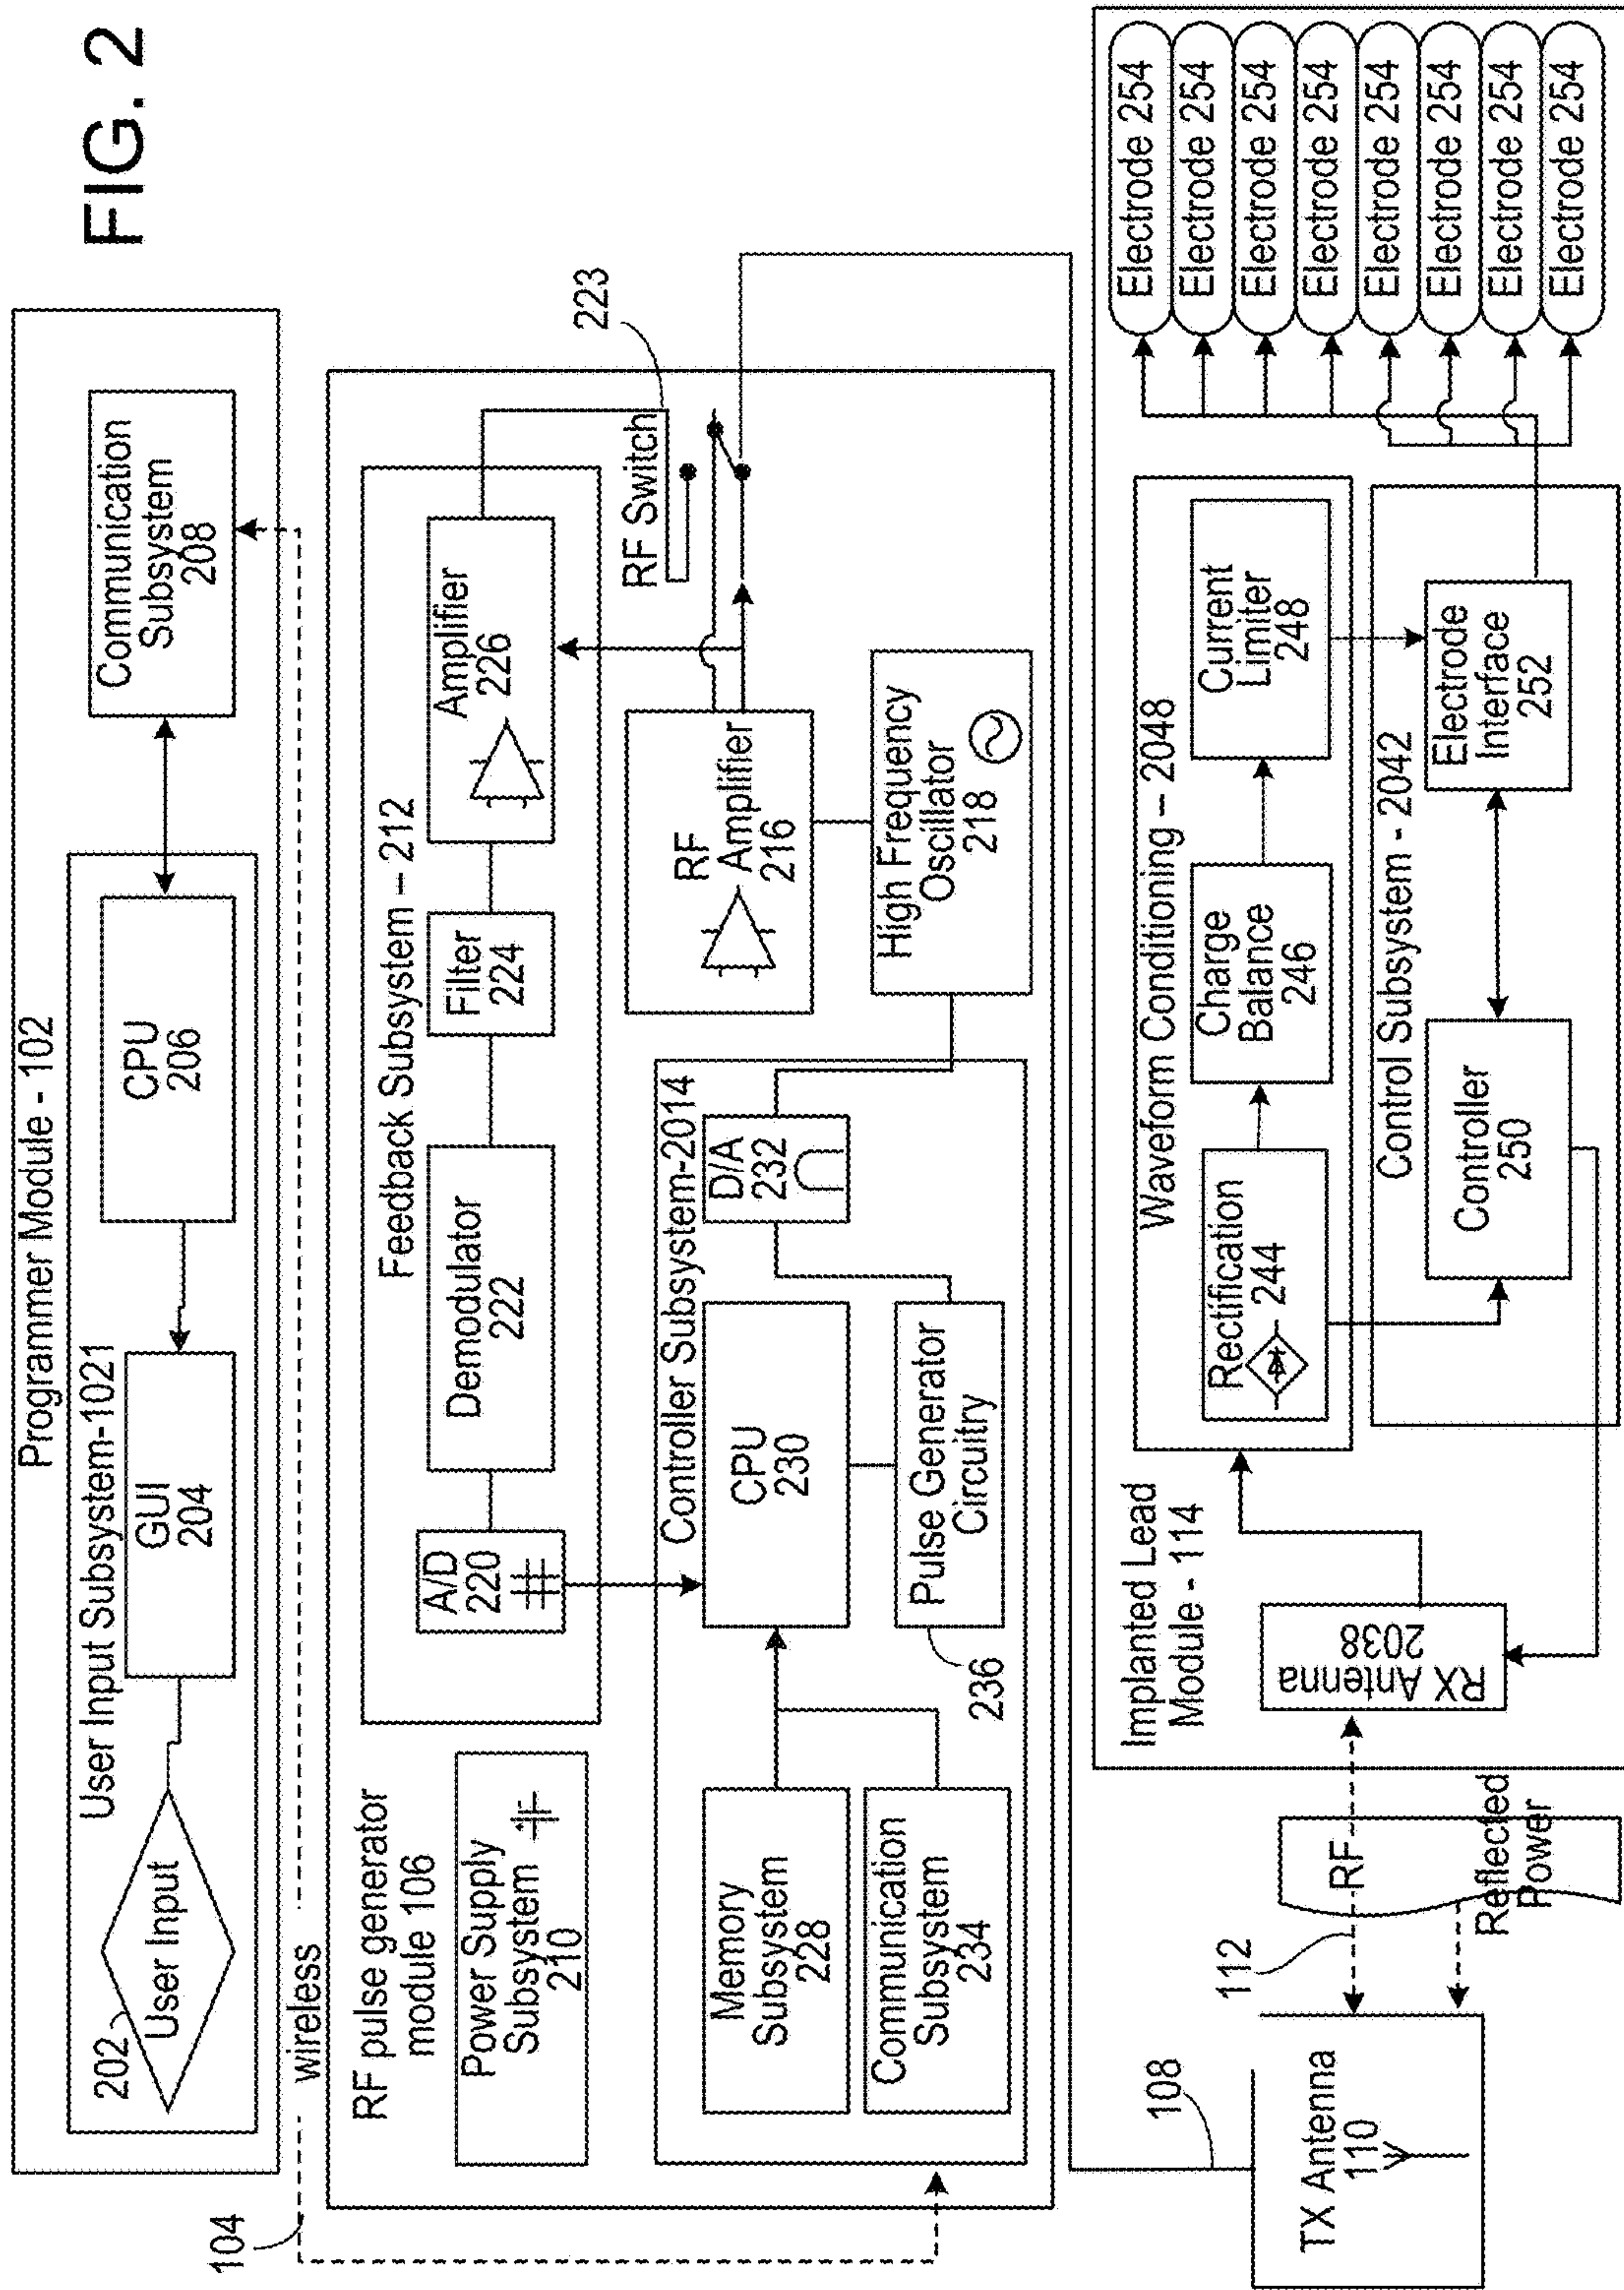 FIG. 2
Programmer Module - 102
User Input Subsystem-1021
202
User Input
GUI
204
CPU
206
Communication
Subsystem
208
104
wireless
RF pulse generator
module 106
Power Supply
Subsystem
210
Feedback Subsystem – 212
A/D
220
Demodulator
222
Filter
224
Amplifier
226
RF Switch
223
Controller Subsystem-2014
Memory
Subsystem
228
Communication
Subsystem
234
CPU
230
D/A
232
Pulse Generator
Circuitry
236
RF
Amplifier
216
High Frequency
Oscillator
218
108
TX Antenna
110
112
RF
Reflected
Power
Implanted Lead
Module - 114
RX Antenna
2038
Waveform Conditioning – 2048
Rectification
244
Charge
Balance
246
Current
Limiter
248
Control Subsystem - 2042
Controller
250
Electrode
Interface
252
Electrode 254
Electrode 254
Electrode 254
Electrode 254
Electrode 254
Electrode 254
Electrode 254
Electrode 254